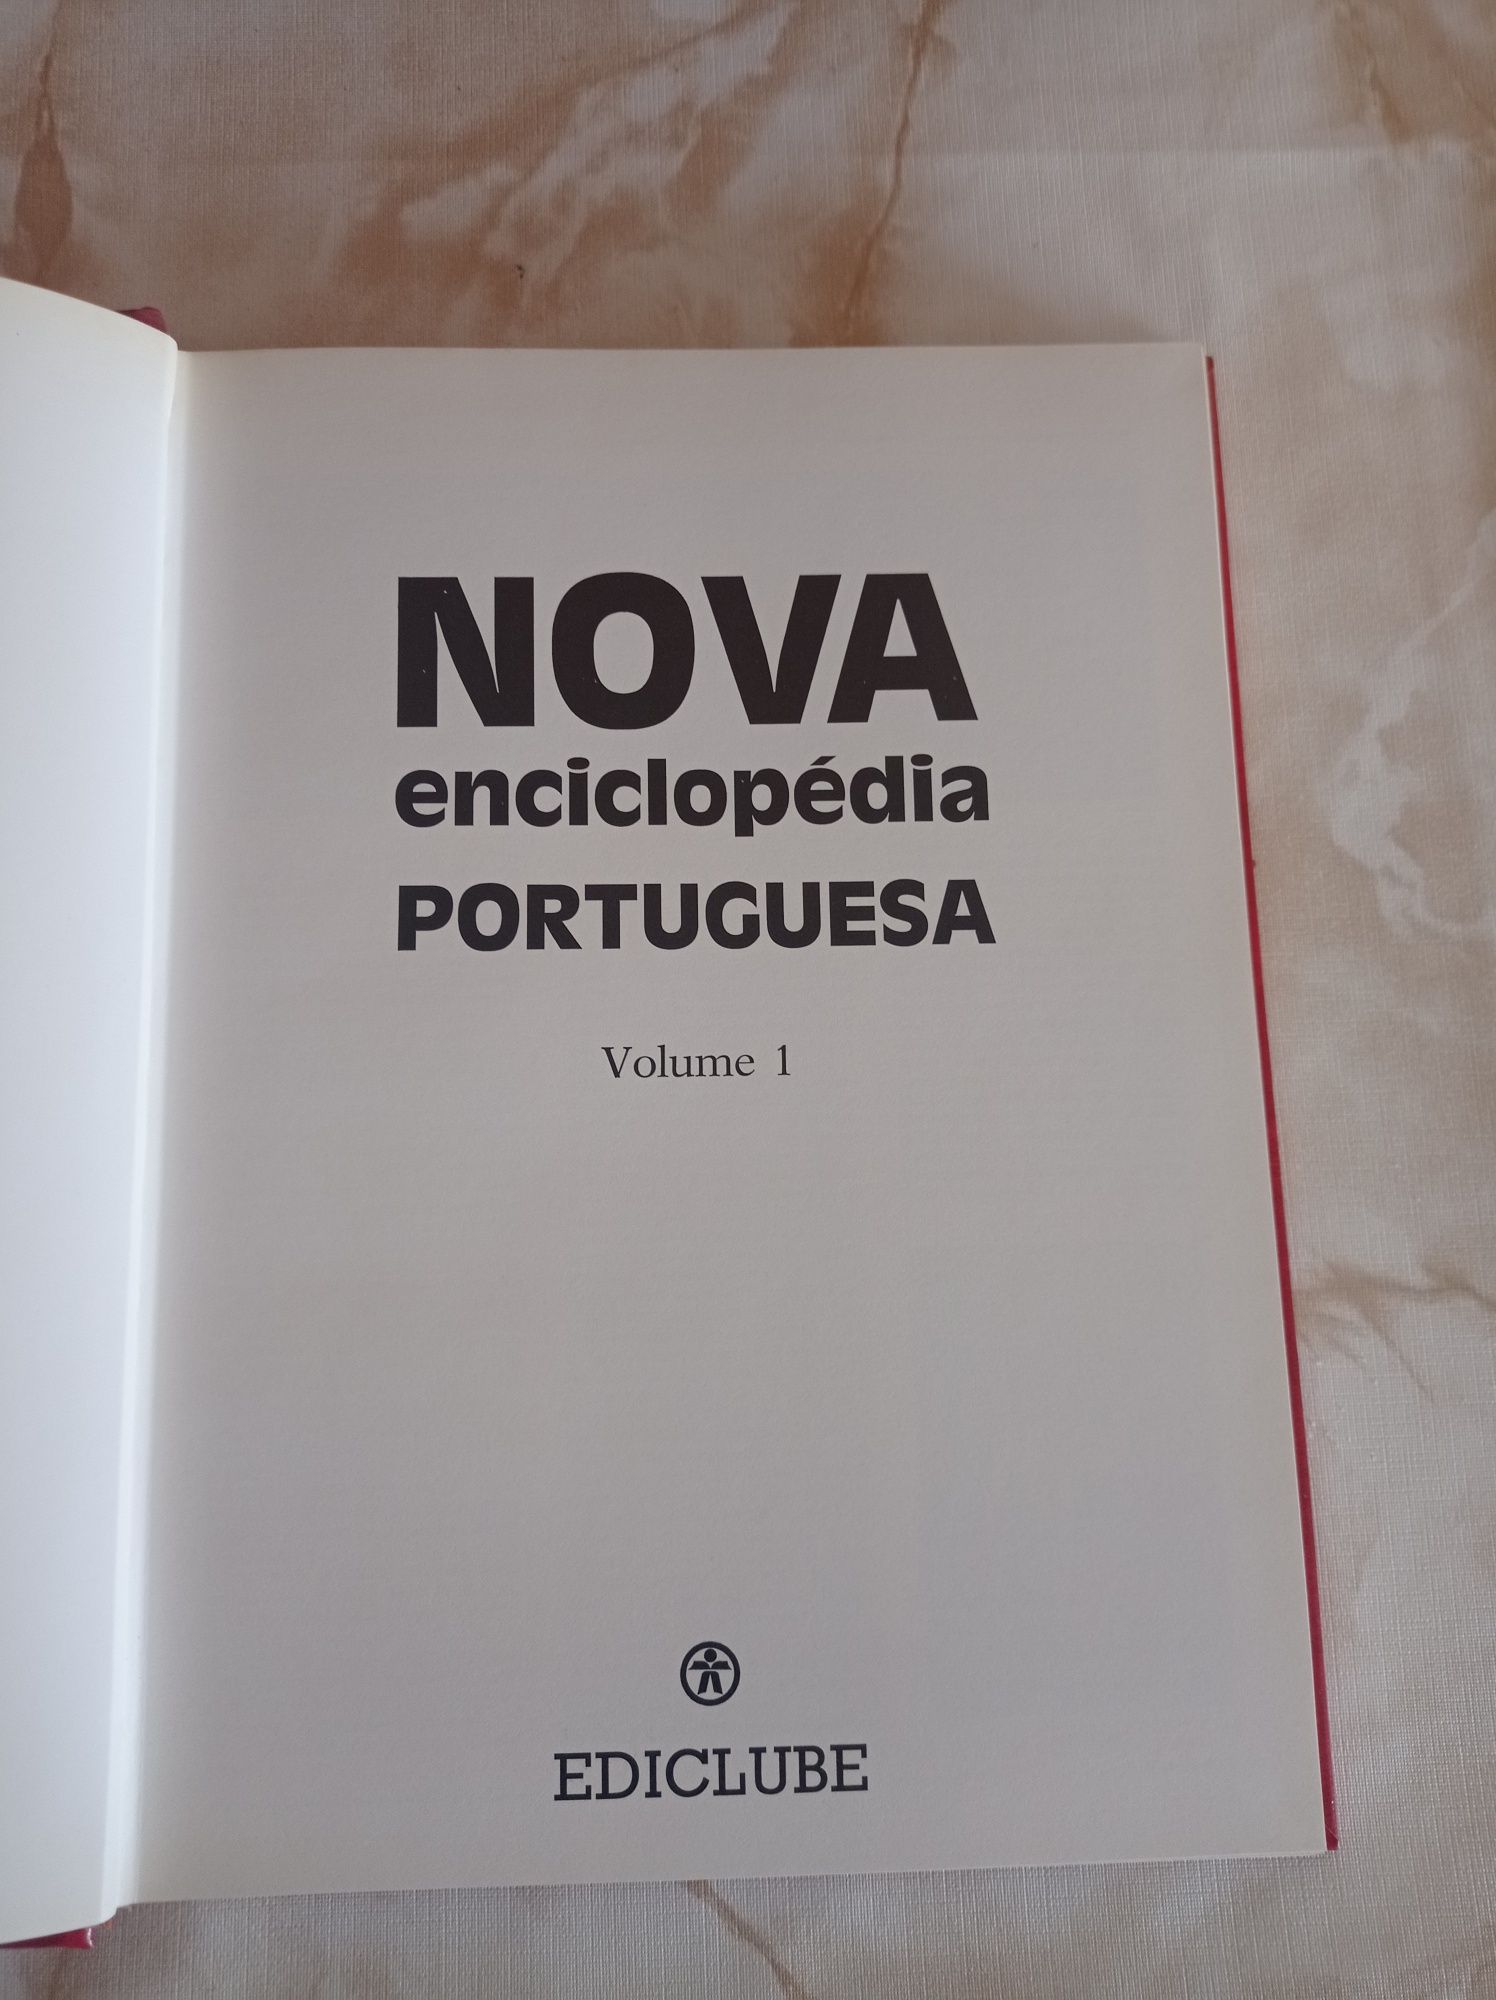 NOVA
enciclopédia
PORTUGUESA
Volume 1
EDICLUBE